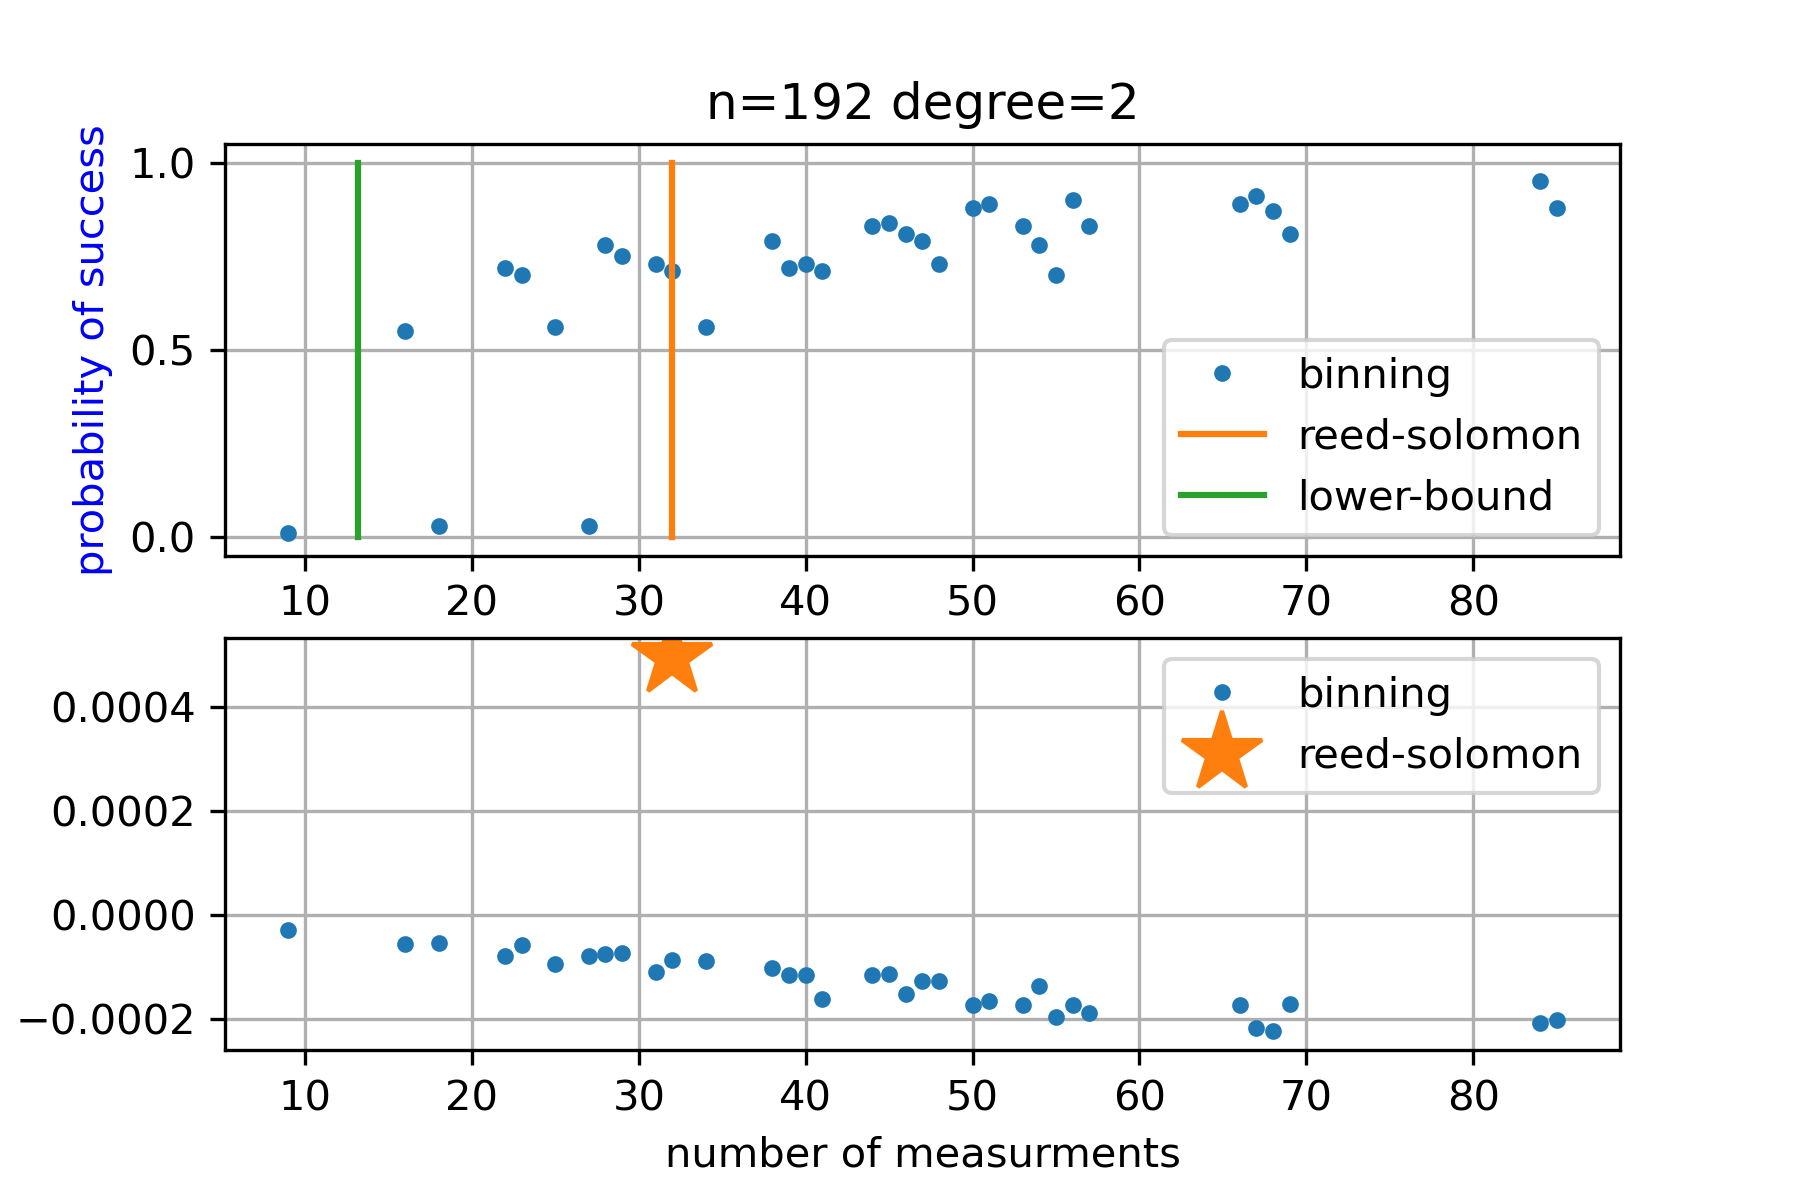 n=192 degree=2
probability of success
1.0
0.5
0.0
binning
reed-solomon
lower-bound
10 20 30 40 50 60 70 80
0.0004
0.0002
0.0000
−0.0002
binning
reed-solomon
10 20 30 40 50 60 70 80
number of measurments